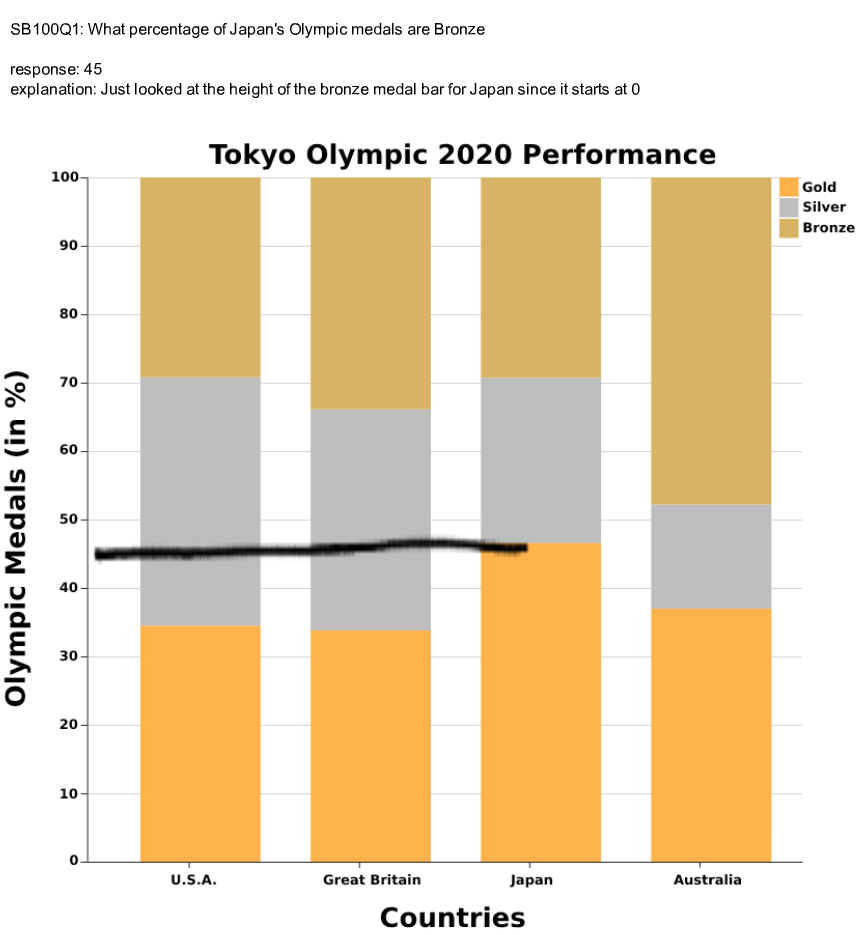 SB100Q1: What percentage of Japan's Olympic medals are Bronze
response: 45
explanation: Just looked at the height of the bronze medal bar for Japan since it starts at 0
Tokyo Olympic 2020 Performance
Gold
Silver
Bronze
100
90
80
70
60
50
40
30
20
10
0
Olympic Medals (in %)
U.S.A. Great Britain Japan Australia
Countries